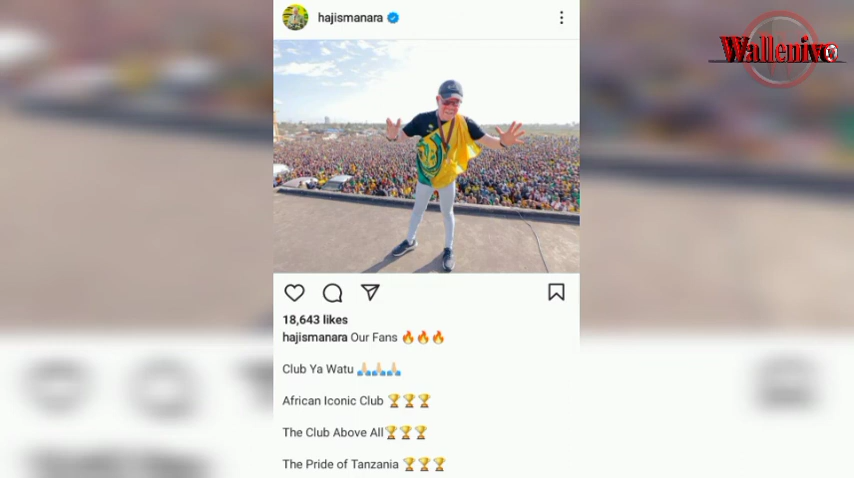 hajismanara
Wallenivo
18,643 likes
hajismanara Our Fans 🔥🔥🔥
Club Ya Watu 🙏🏻🙏🏻🙏🏻
African Iconic Club 🏆🏆🏆
The Club Above All🏆🏆🏆
The Pride of Tanzania 🏆🏆🏆